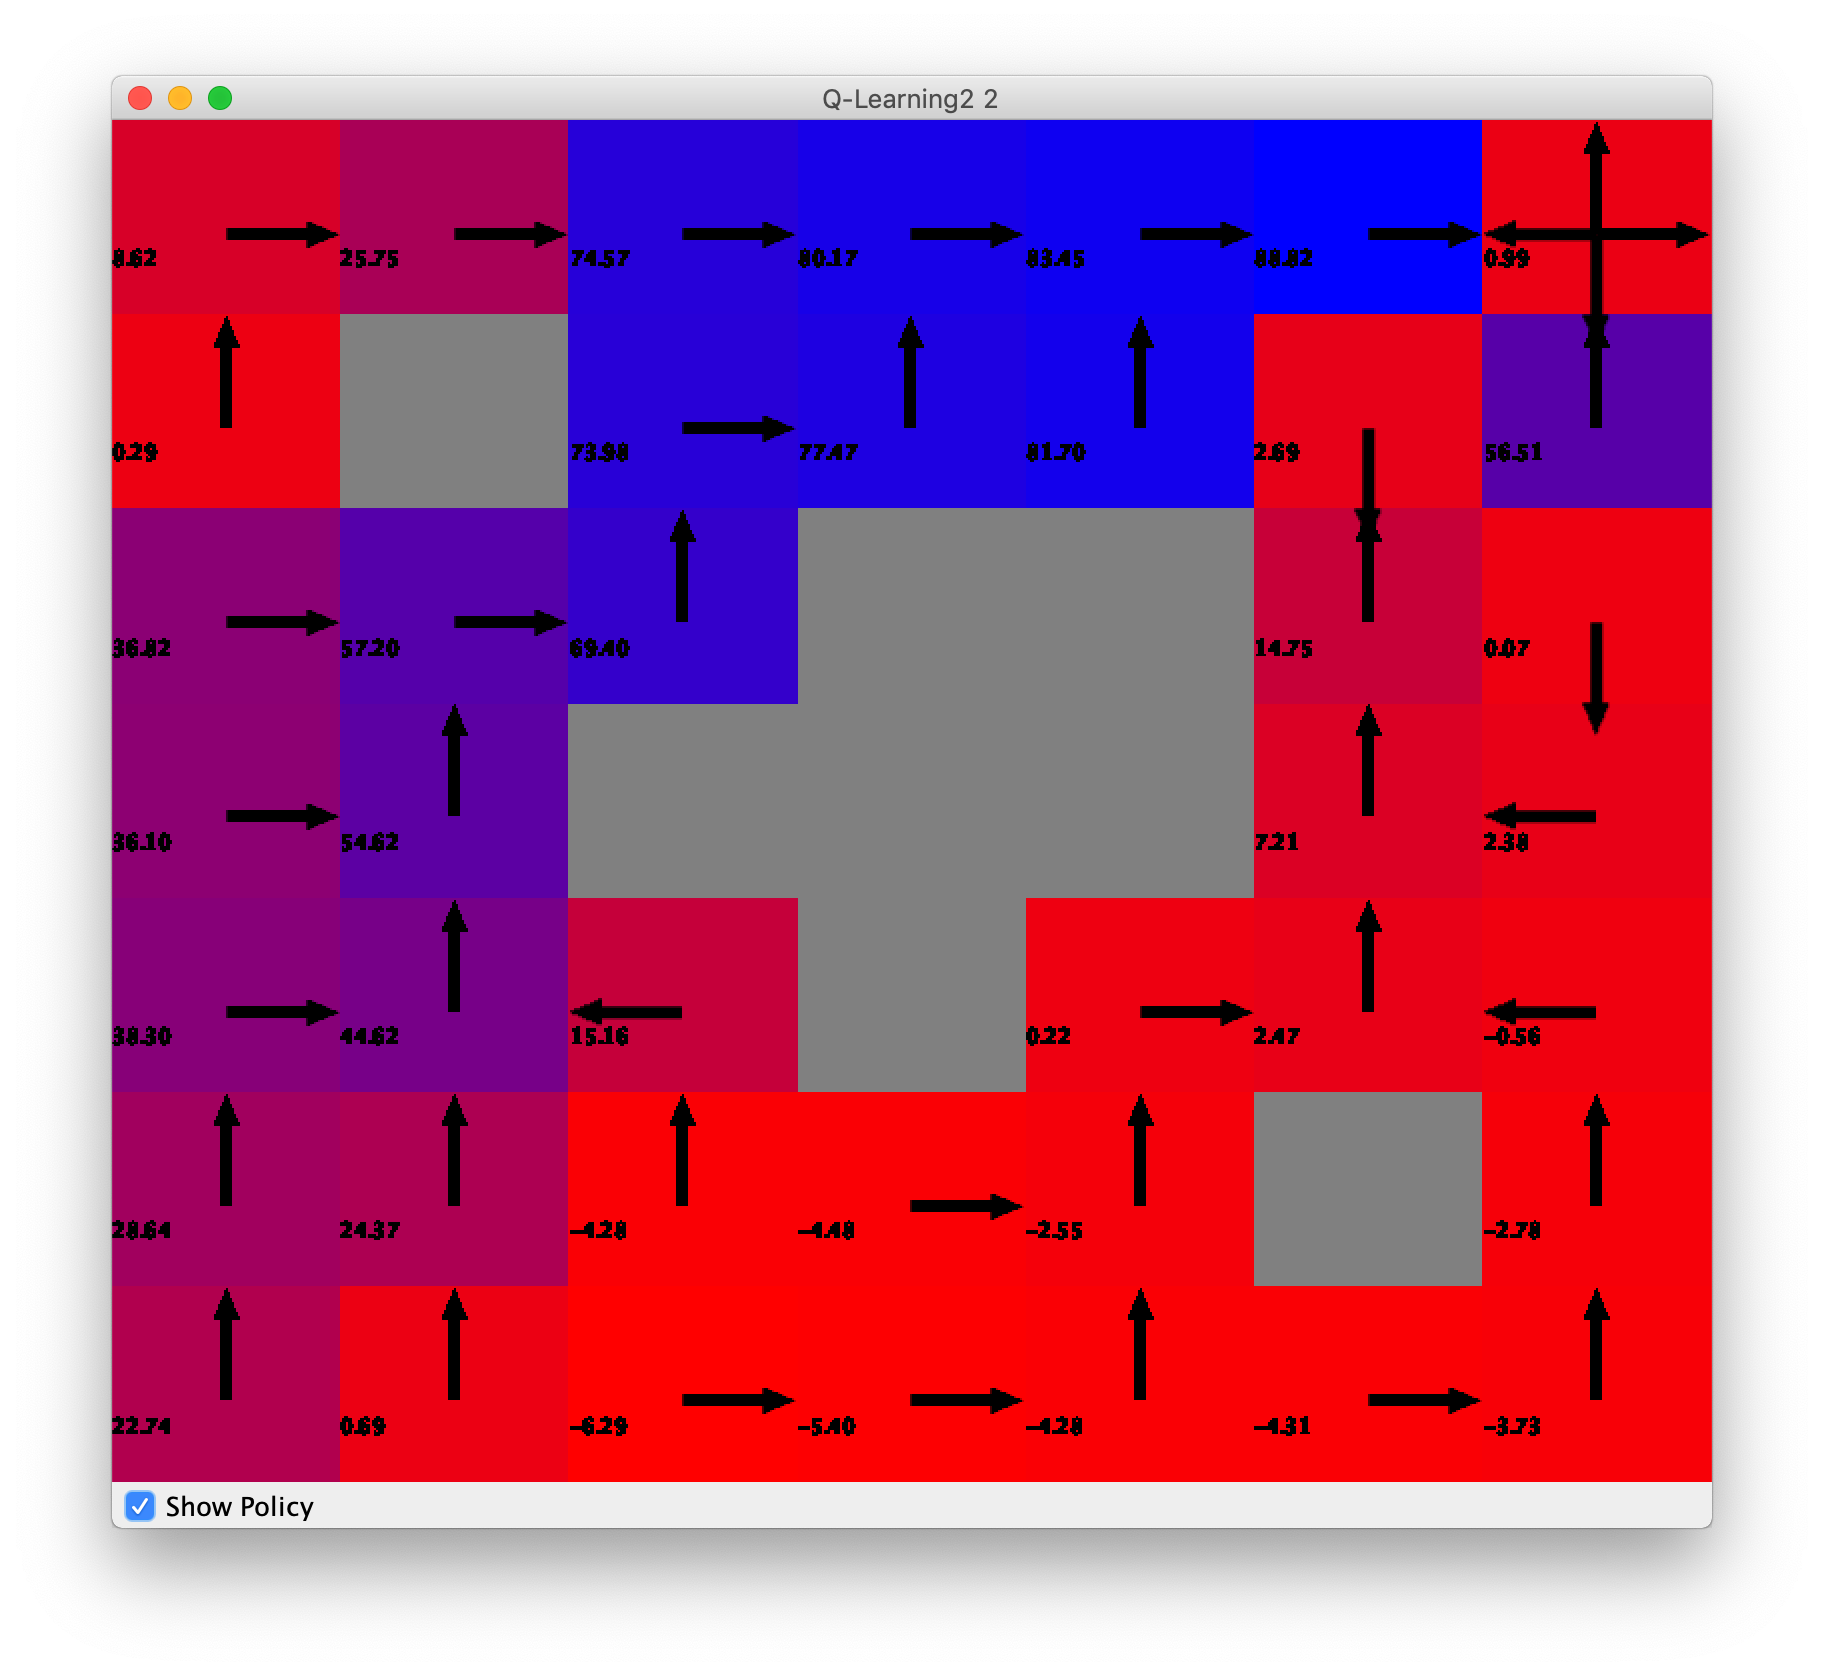 Q-Learning2 2
8.62 25.75 74.57 80.17 83.45 88.82 0.99
0.29 73.98 77.47 81.70 2.69 56.51
36.82 57.20 69.40 14.75 0.07
36.10 54.62 7.21 2.38
38.30 44.62 15.16 0.22 2.47 -0.56
28.64 24.37 -4.28 -4.48 -2.55 -2.78
22.74 0.69 -6.29 -5.40 -4.28 -4.31 -3.73
Show Policy